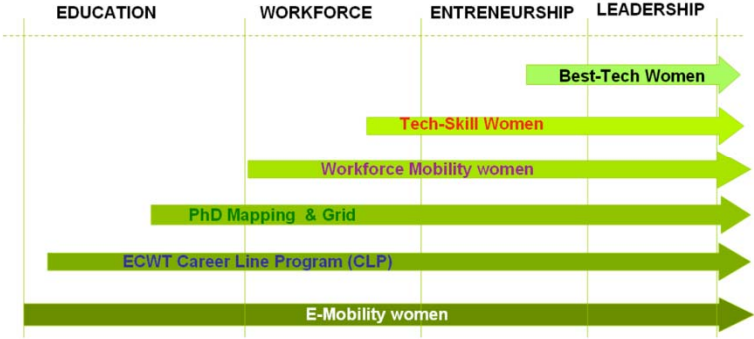 EDUCATION WORKFORCE ENTRENEURSHIP LEADERSHIP
Best-Tech Women
Tech-Skill Women
Workforce Mobility women
PhD Mapping & Grid
ECWT Career Line Program (CLP)
E-Mobility women